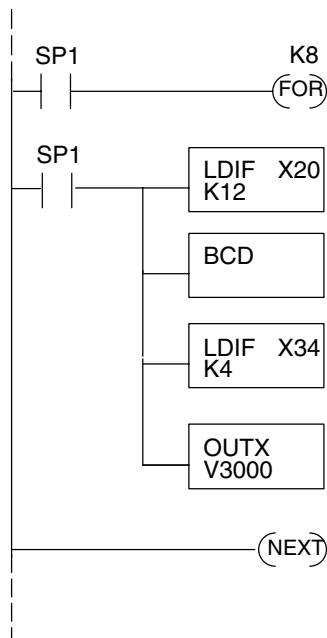 SP1
K8
(FOR)
SP1
LDIF X20
K12
BCD
LDIF X34
K4
OUTX
V3000
(NEXT)